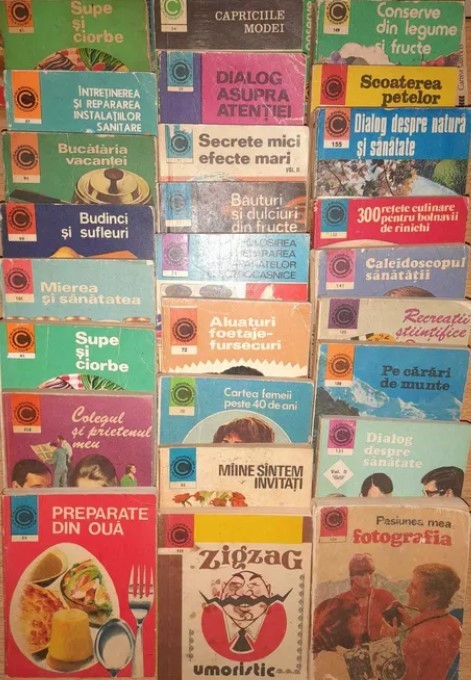 Supe
și
ciorbe
ÎNTREȚINEREA
ȘI REPARAREA
INSTALAȚIILOR
SANITARE
Bucătăria
vacanței
Budinci
și sufleuri
Mierea
și sănătatea
Supe
și
ciorbe
Colegul
și prietenul
meu
PREPARATE
DIN OUĂ
CAPRICIILE
MODEI
DIALOG
ASUPRA
ATENȚIEI
Secrete mici
efecte mari
VOL. II
Băuturi
și dulciuri
din fructe
Aluaturi
foetaje-
fursecuri
Cartea femeii
peste 40 de ani
MÎINE SÎNTEM
INVITAȚI
zigzag
umoristic
Conserve
din legume
și fructe
Scoaterea
petelor
Dialog despre natură
și sănătate
155
300 rețete culinare
pentru bolnavii
de rinichi
Caleidoscopul
sănătății
Recreații
științifice
Pe cărări
de munte
Dialog
despre
sănătate
Pasiunea mea
fotografia